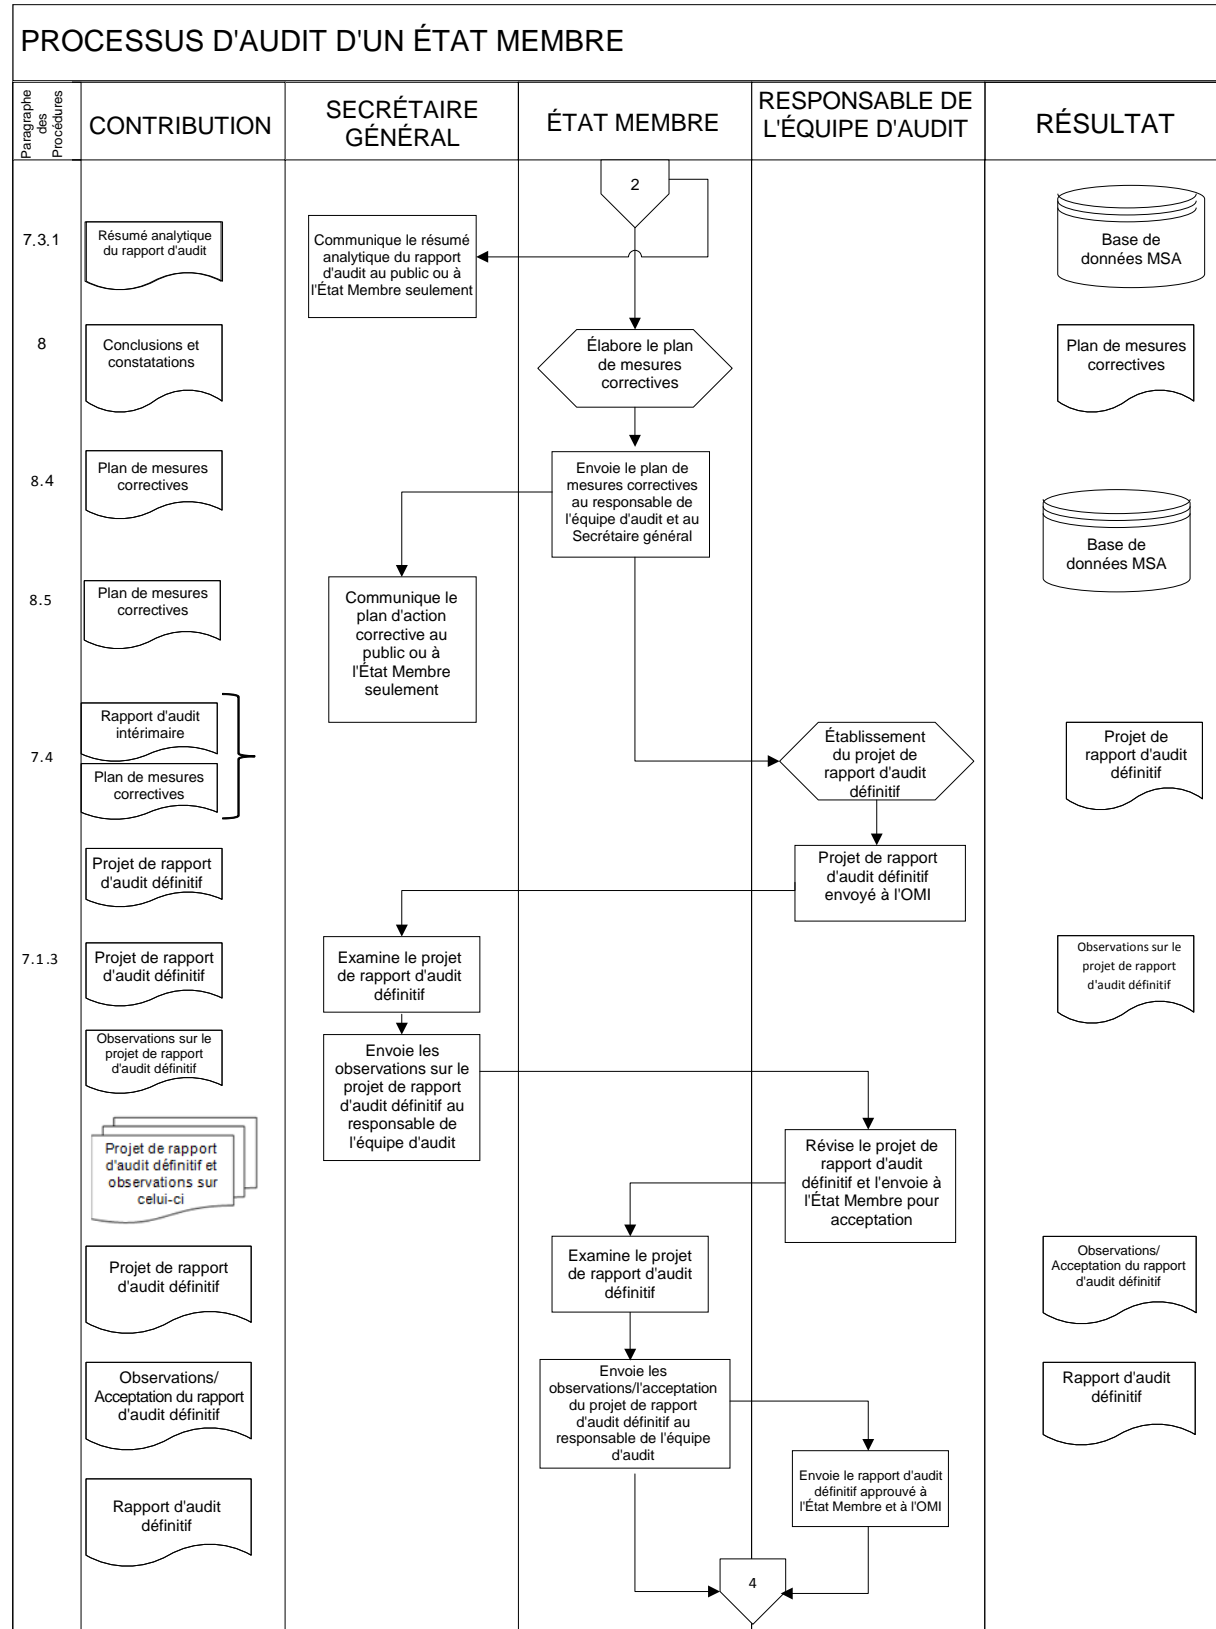 PROCESSUS D'AUDIT D'UN ÉTAT MEMBRE
Paragraphe
des
Procédures
CONTRIBUTION
SECRÉTAIRE
GÉNÉRAL
ÉTAT MEMBRE
RESPONSABLE DE
L'ÉQUIPE D'AUDIT
RÉSULTAT
2
7.3.1
Résumé analytique
du rapport d'audit
Communique le résumé
analytique du rapport
d'audit au public ou à
l'État Membre seulement
Base de
données MSA
8
Conclusions et
constatations
Élabore le plan
de mesures
correctives
Plan de mesures
correctives
8.4
Plan de mesures
correctives
Envoie le plan de
mesures correctives
au responsable de
l'équipe d'audit et au
Secrétaire général
Base de
données MSA
8.5
Plan de mesures
correctives
Communique le
plan d'action
corrective au
public ou à
l'État Membre
seulement
7.4
Rapport d'audit
intérimaire
Plan de mesures
correctives
Établissement
du projet de
rapport d'audit
définitif
Projet de
rapport d'audit
définitif
Projet de rapport
d'audit définitif
Projet de rapport
d'audit définitif
envoyé à l'OMI
7.1.3
Projet de rapport
d'audit définitif
Examine le projet
de rapport d'audit
définitif
Observations sur le
projet de rapport
d'audit définitif
Observations sur le
projet de rapport
d'audit définitif
Envoie les
observations sur le
projet de rapport
d'audit définitif au
responsable de
l'équipe d'audit
Projet de rapport
d'audit définitif et
observations sur
celui-ci
Révise le projet de
rapport d'audit
définitif et l'envoie à
l'État Membre pour
acceptation
Projet de rapport
d'audit définitif
Examine le projet
de rapport d'audit
définitif
Observations/
Acceptation du rapport
d'audit définitif
Observations/
Acceptation du rapport
d'audit définitif
Envoie les
observations/l'acceptation
du projet de rapport
d'audit définitif au
responsable de l'équipe
d'audit
Rapport d'audit
définitif
Rapport d'audit
définitif
Envoie le rapport d'audit
définitif approuvé à
l'État Membre et à l'OMI
4